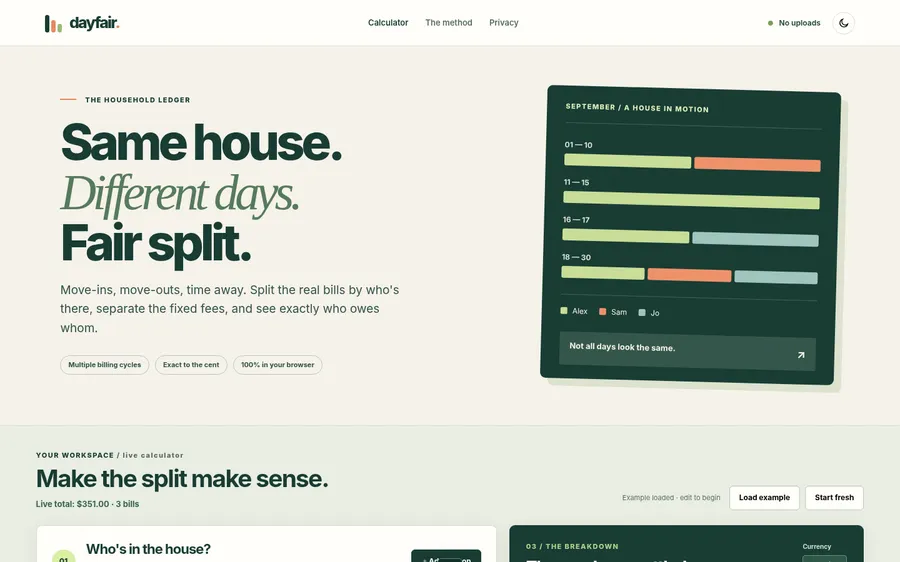 dayfair.
Calculator
The method
Privacy
No uploads
THE HOUSEHOLD LEDGER
Same house.
Different days.
Fair split.
Move-ins, move-outs, time away. Split the real bills by who's
there, separate the fixed fees, and see exactly who owes
whom.
Multiple billing cycles
Exact to the cent
100% in your browser
SEPTEMBER / A HOUSE IN MOTION
01 — 10
11 — 15
16 — 17
18 — 30
Alex
Sam
Jo
Not all days look the same.
YOUR WORKSPACE / live calculator
Make the split make sense.
Live total: $351.00 · 3 bills
Example loaded · edit to begin
Load example
Start fresh
01
Who's in the house?
03 / THE BREAKDOWN
Currency